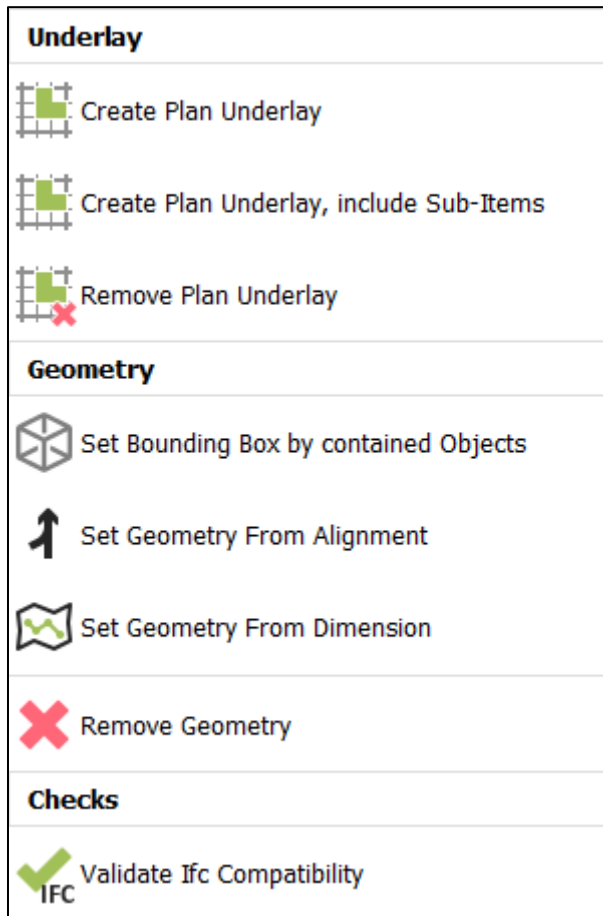 Underlay
Create Plan Underlay
Create Plan Underlay, include Sub-Items
Remove Plan Underlay
Geometry
Set Bounding Box by contained Objects
Set Geometry From Alignment
Set Geometry From Dimension
Remove Geometry
Checks
IFC Validate Ifc Compatibility